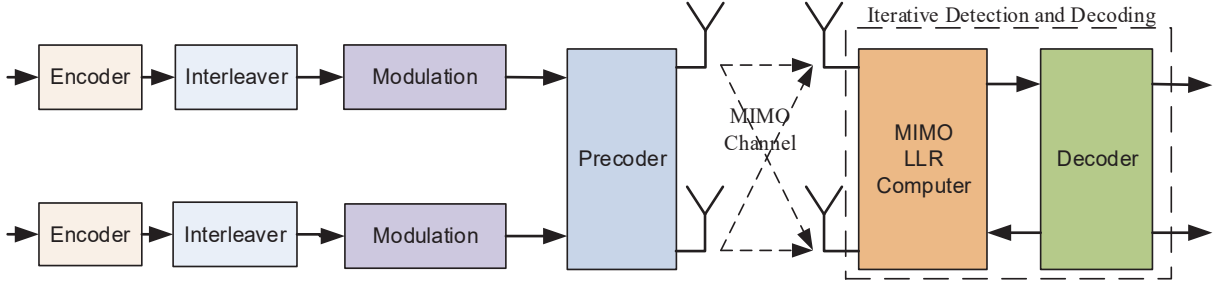 Iterative Detection and Decoding
Encoder
Interleaver
Modulation
Precoder
MIMO
Channel
MIMO
LLR
Computer
Decoder
Encoder
Interleaver
Modulation